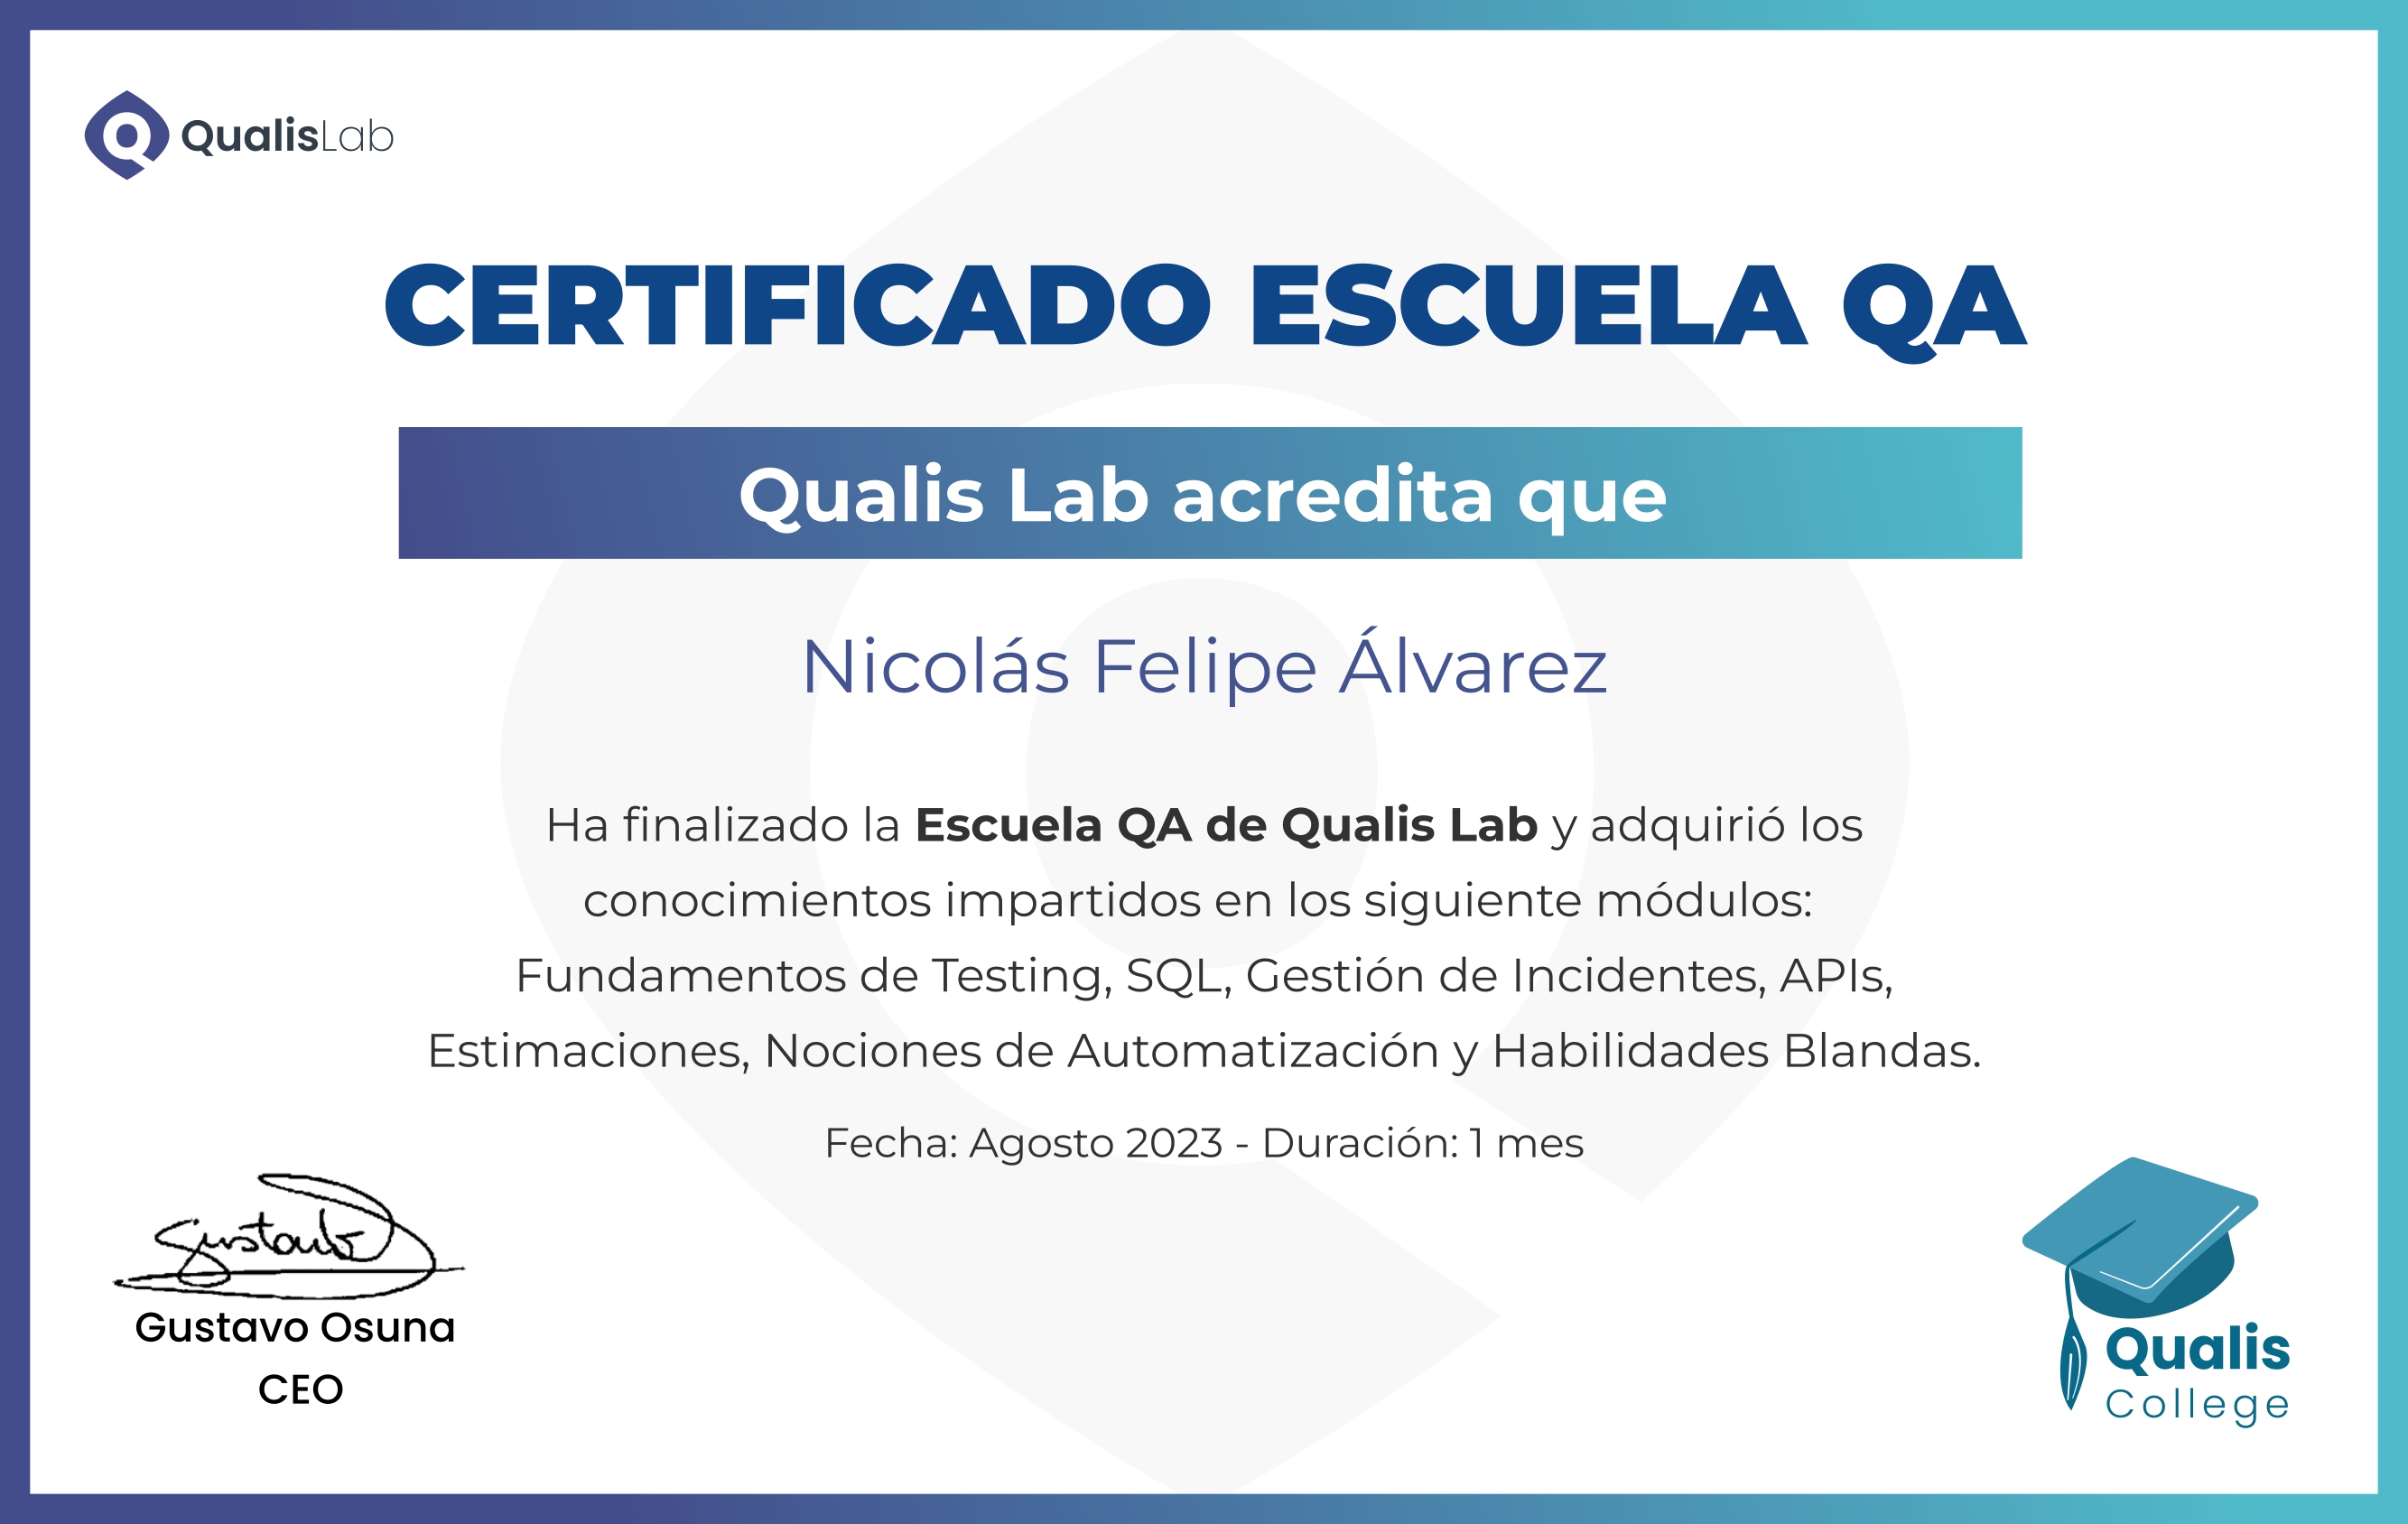 QualisLab
CERTIFICADO ESCUELA QA
Qualis Lab acredita que
Nicolás Felipe Álvarez
Ha finalizado la Escuela QA de Qualis Lab y adquirió los
conocimientos impartidos en los siguiente módulos:
Fundamentos de Testing, SQL, Gestión de Incidentes, APIs,
Estimaciones, Nociones de Automatización y Habilidades Blandas.
Fecha: Agosto 2023 - Duración: 1 mes
Gustavo
Gustavo Osuna
CEO
Qualis
College